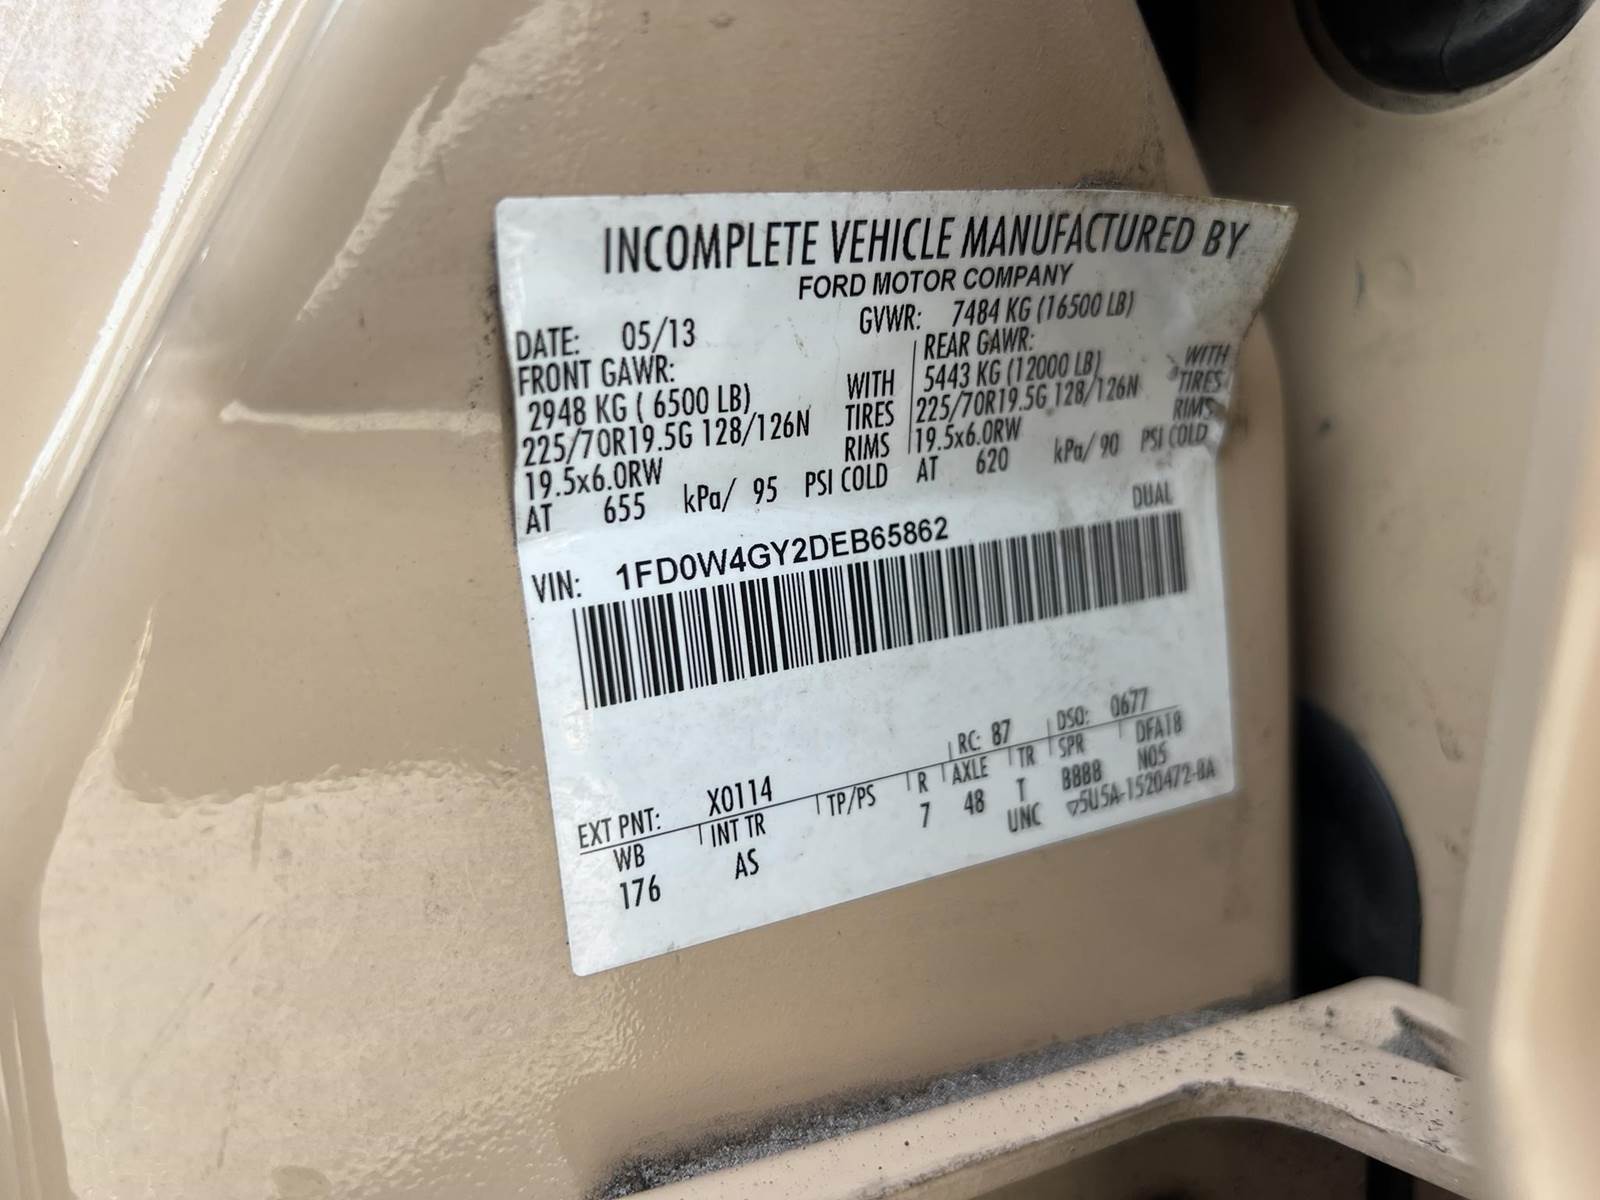 INCOMPLETE VEHICLE MANUFACTURED BY
FORD MOTOR COMPANY
DATE: 05/13 GVWR: 7484 KG (16500 LB)
FRONT GAWR: REAR GAWR:
2948 KG ( 6500 LB) WITH 5443 KG (12000 LB) WITH
225/70R19.5G 128/126N TIRES 225/70R19.5G 128/126N TIRES
19.5x6.0RW RIMS 19.5x6.0RW RIMS
AT 655 kPa/ 95 PSI COLD AT 620 kPa/ 90 PSI COLD
DUAL
VIN: 1FD0W4GY2DEB65862
EXT PNT: X0114 RC: 87 DSO: 0677
WB INT TR TP/PS R AXLE TR SPR DFA18
176 AS 7 48 T BBBB N05
UNC ▽5U5A-1520472-BA